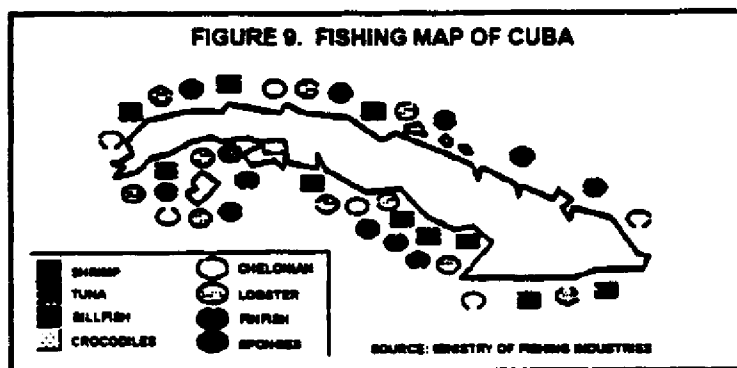 FIGURE 9. FISHING MAP OF CUBA
SHRIMP
TUNA
BILLFISH
CROCODILES
CHELONIAN
LOBSTER
FINFISH
SPONGES
SOURCE: MINISTRY OF FISHING INDUSTRIES